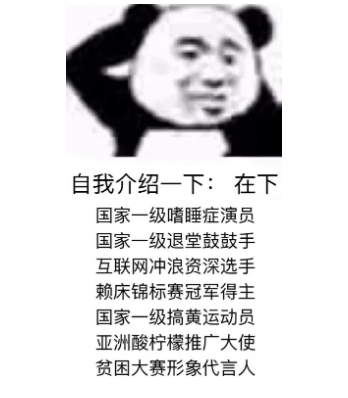 自我介绍一下： 在下
国家一级嗜睡症演员
国家一级退堂鼓鼓手
互联网冲浪资深选手
赖床锦标赛冠军得主
国家一级搞黄运动员
亚洲酸柠檬推广大使
贫困大赛形象代言人